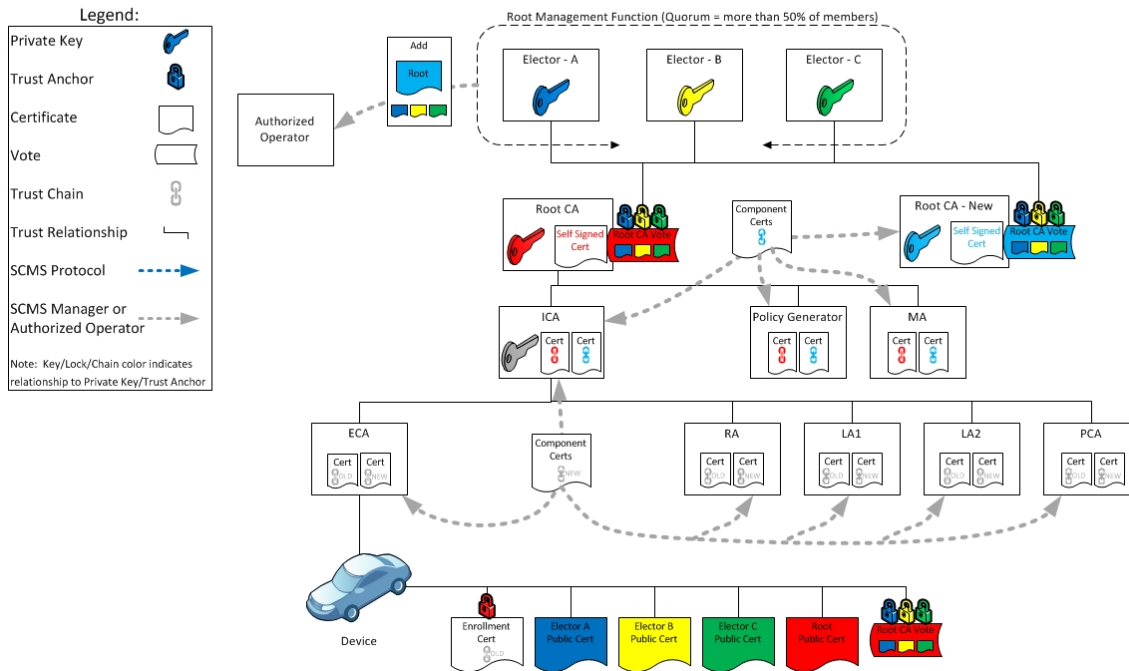 Legend:
Private Key
Trust Anchor
Certificate
Vote
Trust Chain
Trust Relationship
SCMS Protocol
SCMS Manager or
Authorized Operator
Note:  Key/Lock/Chain color indicates
relationship to Private Key/Trust Anchor
Root Management Function (Quorum = more than 50% of members)
Add
Root
Authorized
Operator
Elector - A
Elector - B
Elector - C
Root CA
Self Signed
Cert
Root CA Vote
Component
Certs
Root CA - New
Self Signed
Cert
Root CA Vote
ICA
Cert
Cert
Policy Generator
Cert
Cert
MA
Cert
Cert
ECA
Cert
OLD
Cert
NEW
Component
Certs
NEW
RA
Cert
OLD
Cert
NEW
LA1
Cert
OLD
Cert
NEW
LA2
Cert
OLD
Cert
NEW
PCA
Cert
OLD
Cert
NEW
Device
Enrollment
Cert
OLD
Elector A
Public Cert
Elector B
Public Cert
Elector C
Public Cert
Root
Public Cert
Root CA Vote